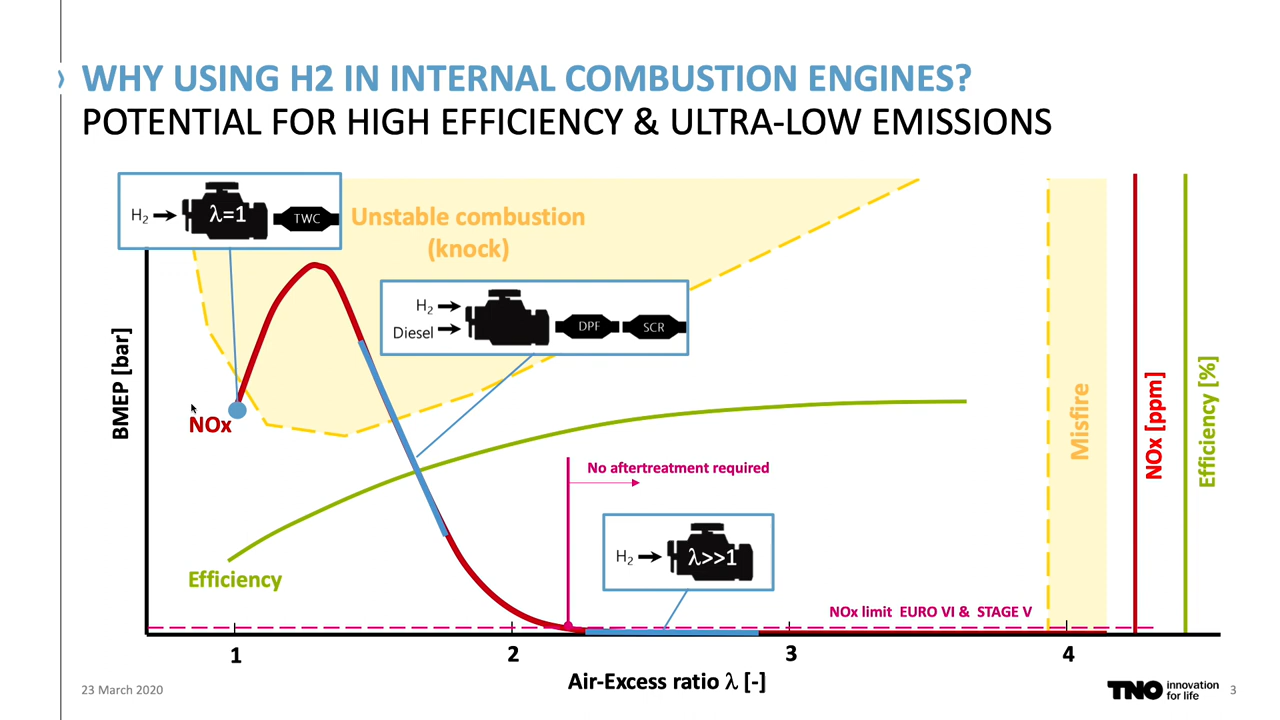 WHY USING H2 IN INTERNAL COMBUSTION ENGINES?
POTENTIAL FOR HIGH EFFICIENCY & ULTRA-LOW EMISSIONS
H₂
λ=1
TWC
Unstable combustion
(knock)
H₂
Diesel
DPF
SCR
BMEP [bar]
NOx
Efficiency
No aftertreatment required
H₂
λ>>1
NOx limit EURO VI & STAGE V
Misfire
NOx [ppm]
Efficiency [%]
1
2
3
4
Air-Excess ratio λ [-]
23 March 2020
TNO innovation
for life
3